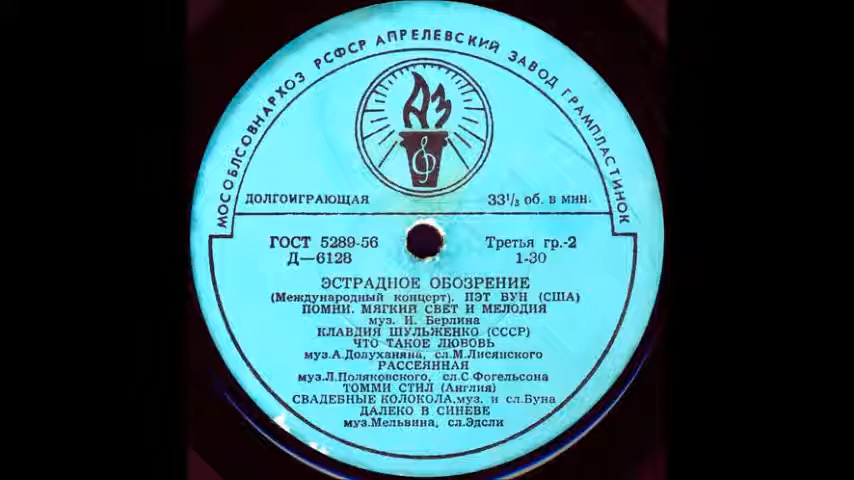 МОСОБЛСОВНАРХОЗ РСФСР АПРЕЛЕВСКИЙ ЗАВОД ГРАМПЛАСТИНОК
АЗ
ДОЛГОИГРАЮЩАЯ 33⅓ об. в мин.
ГОСТ 5289-56 Третья гр.-2
Д—6128 1-30
ЭСТРАДНОЕ ОБОЗРЕНИЕ
(Международный концерт). ПЭТ БУН (США)
ПОМНИ. МЯГКИЙ СВЕТ И МЕЛОДИЯ
муз. И. Берлина
КЛАВДИЯ ШУЛЬЖЕНКО (СССР)
ЧТО ТАКОЕ ЛЮБОВЬ
муз.А.Долуханяна, сл.М.Лисянского
РАССЕЯННАЯ
муз.Л.Поляковского, сл.С.Фогельсона
ТОММИ СТИЛ (Англия)
СВАДЕБНЫЕ КОЛОКОЛА,муз. и сл.Буна
ДАЛЕКО В СИНЕВЕ
муз.Мельвина, сл.Эдсли